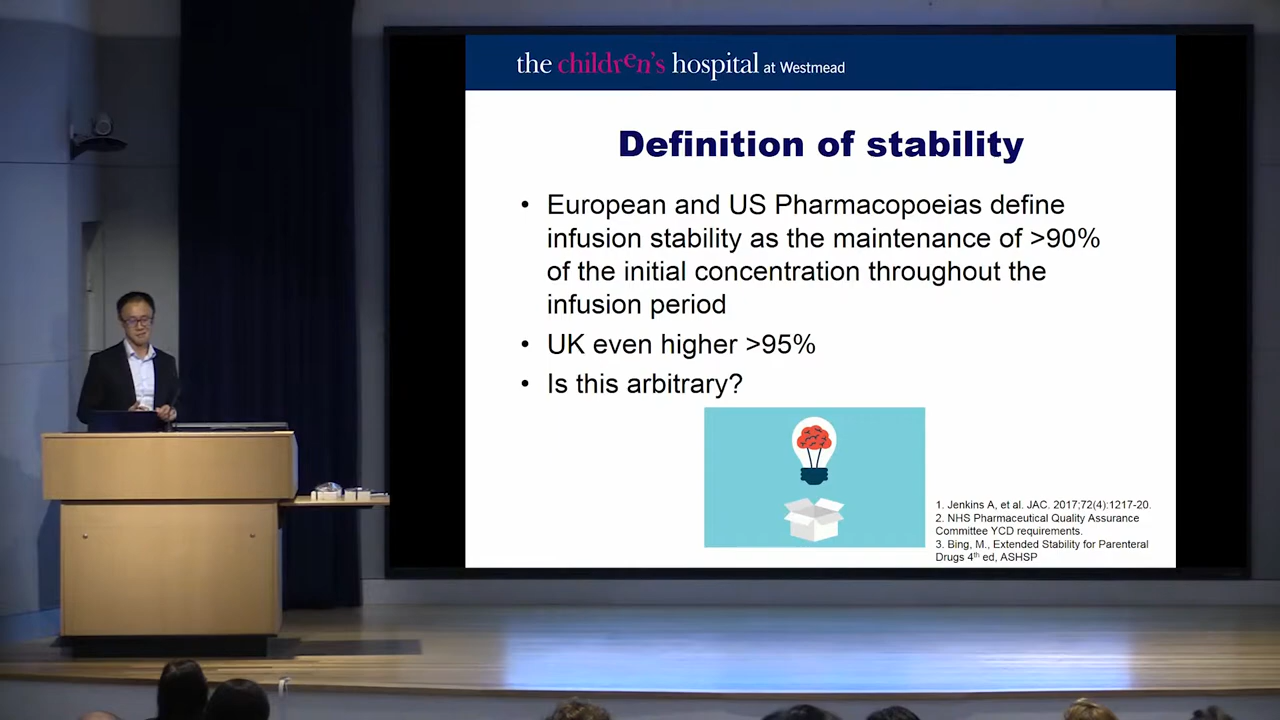 the children's hospital at Westmead
Definition of stability
• European and US Pharmacopoeias define
infusion stability as the maintenance of >90%
of the initial concentration throughout the
infusion period
• UK even higher >95%
• Is this arbitrary?
1. Jenkins A, et al. JAC. 2017;72(4):1217-20.
2. NHS Pharmaceutical Quality Assurance
Committee YCD requirements.
3. Bing, M., Extended Stability for Parenteral
Drugs 4th ed, ASHSP